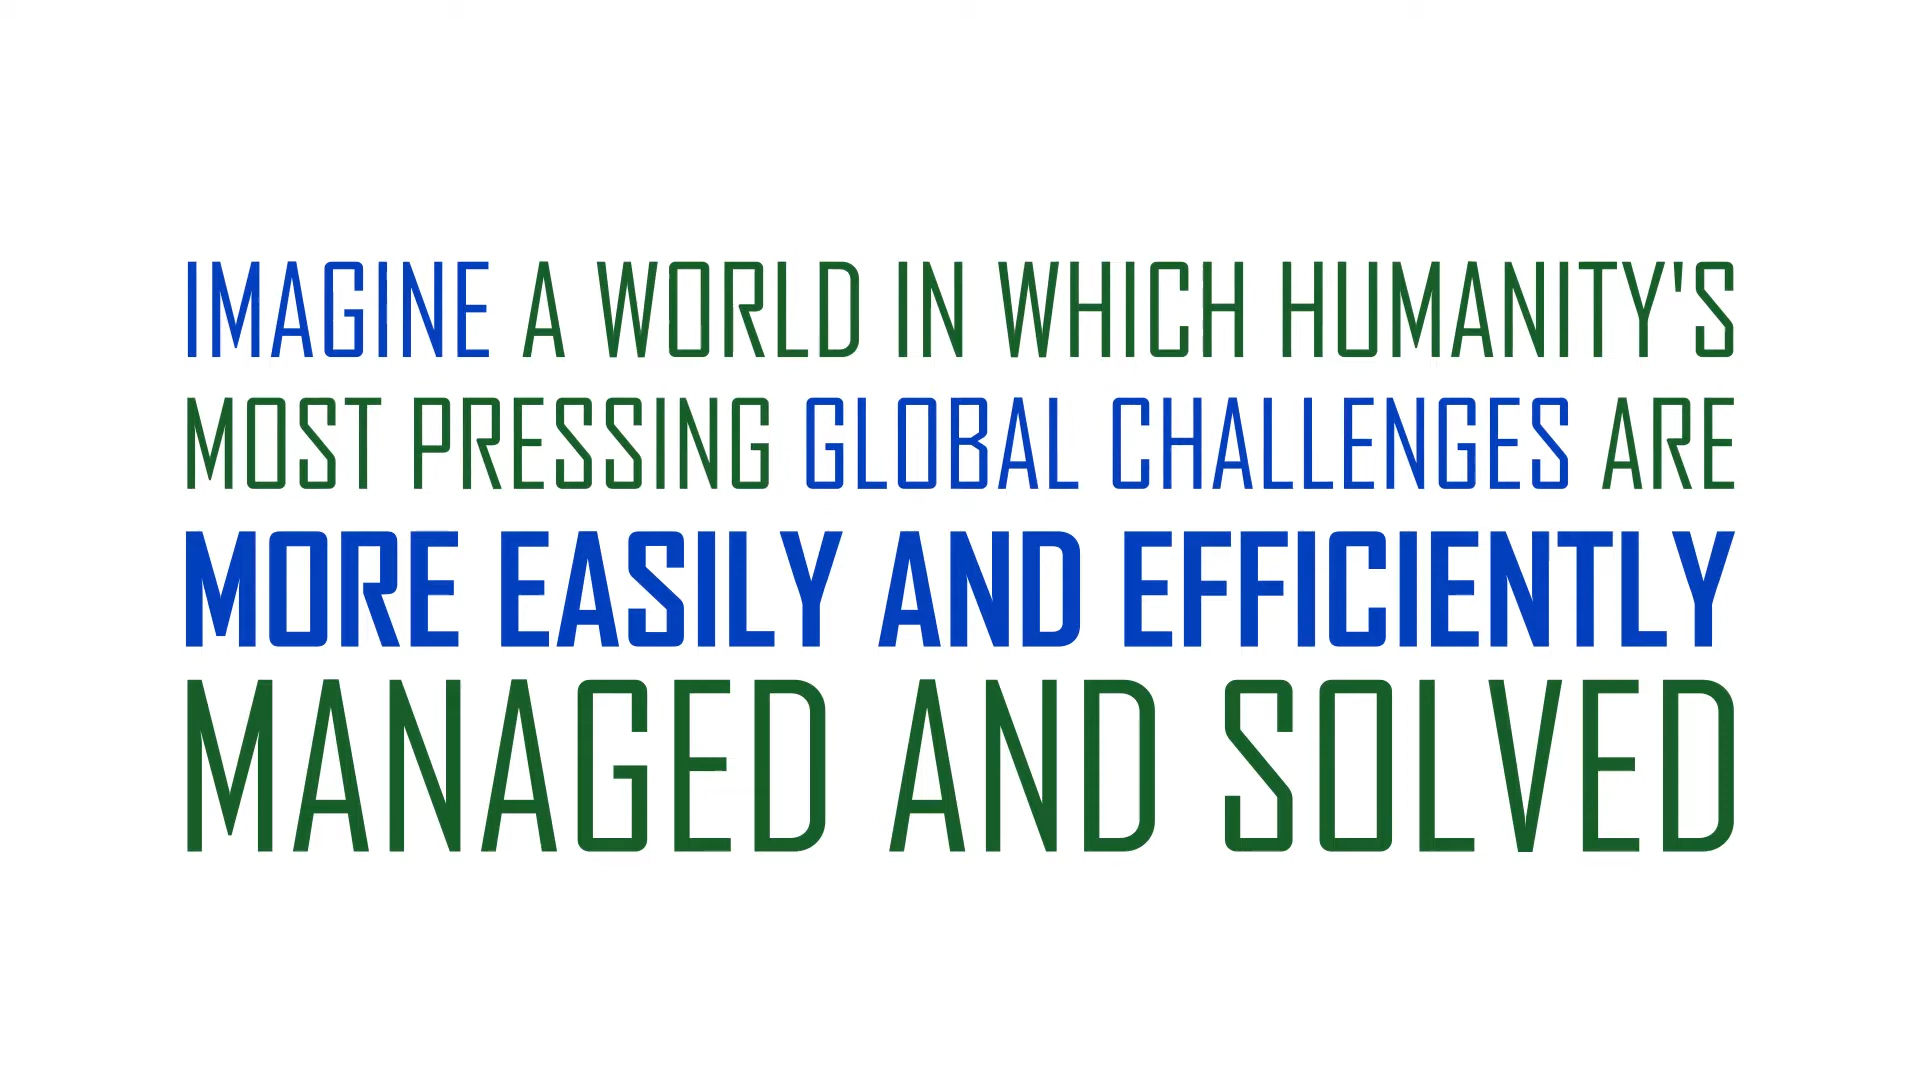 IMAGINE A WORLD IN WHICH HUMANITY'S
MOST PRESSING GLOBAL CHALLENGES ARE
MORE EASILY AND EFFICIENTLY
MANAGED AND SOLVED